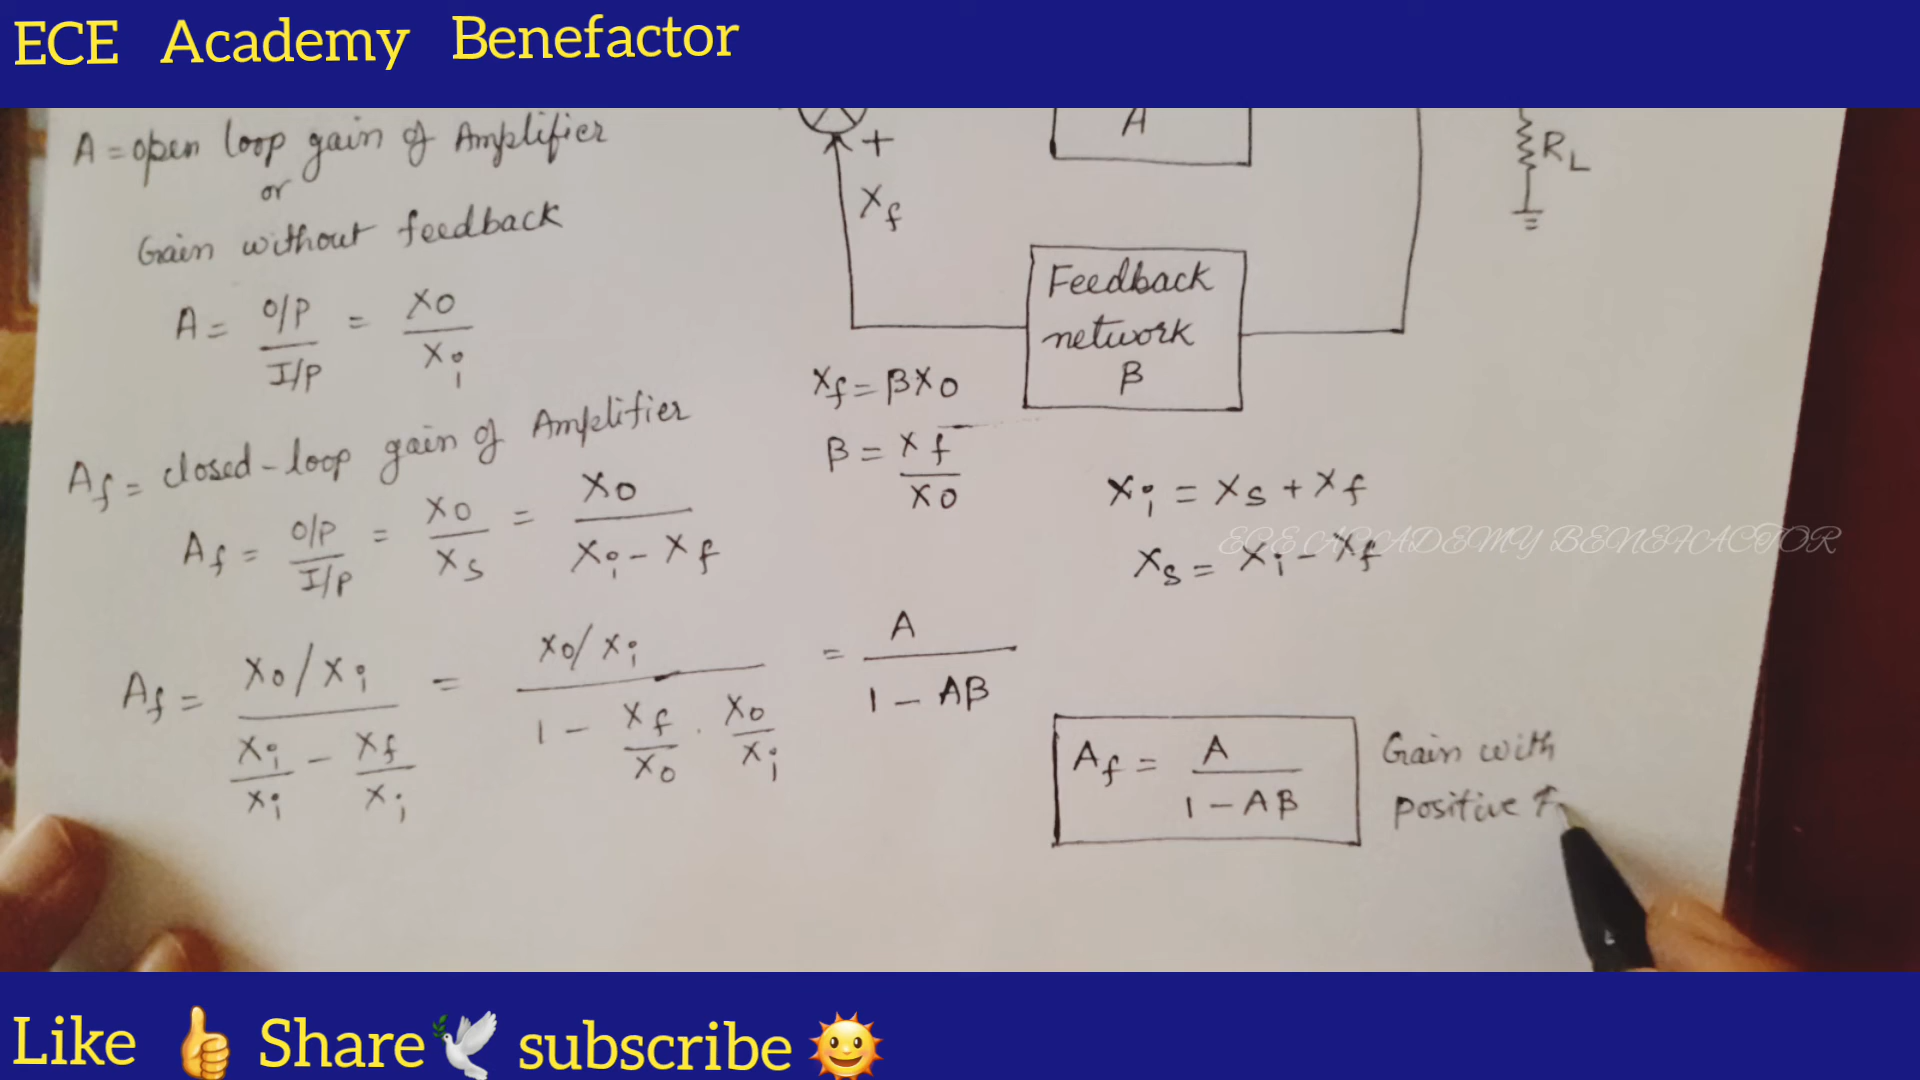 ECE Academy Benefactor
A = open loop gain of Amplifier
or
Gain without feedback
A = O/P / I/P = Xo / Xi
Af = closed-loop gain of Amplifier
Af = O/P / I/P = Xo / Xs = Xo / Xi - Xf
Af = Xo/Xi / Xi/Xi - Xf/Xi = Xo/Xi / 1 - Xf/Xo . Xo/Xi = A / 1 - Aβ
A
+
Xf
RL
Feedback
network
β
Xf = βXo
β = Xf / Xo
Xi = Xs + Xf
Xs = Xi - Xf
ECE ACADEMY BENEFACTOR
Af = A / 1 - Aβ
Gain with
positive
Like 👍 Share 🕊 subscribe 🌞